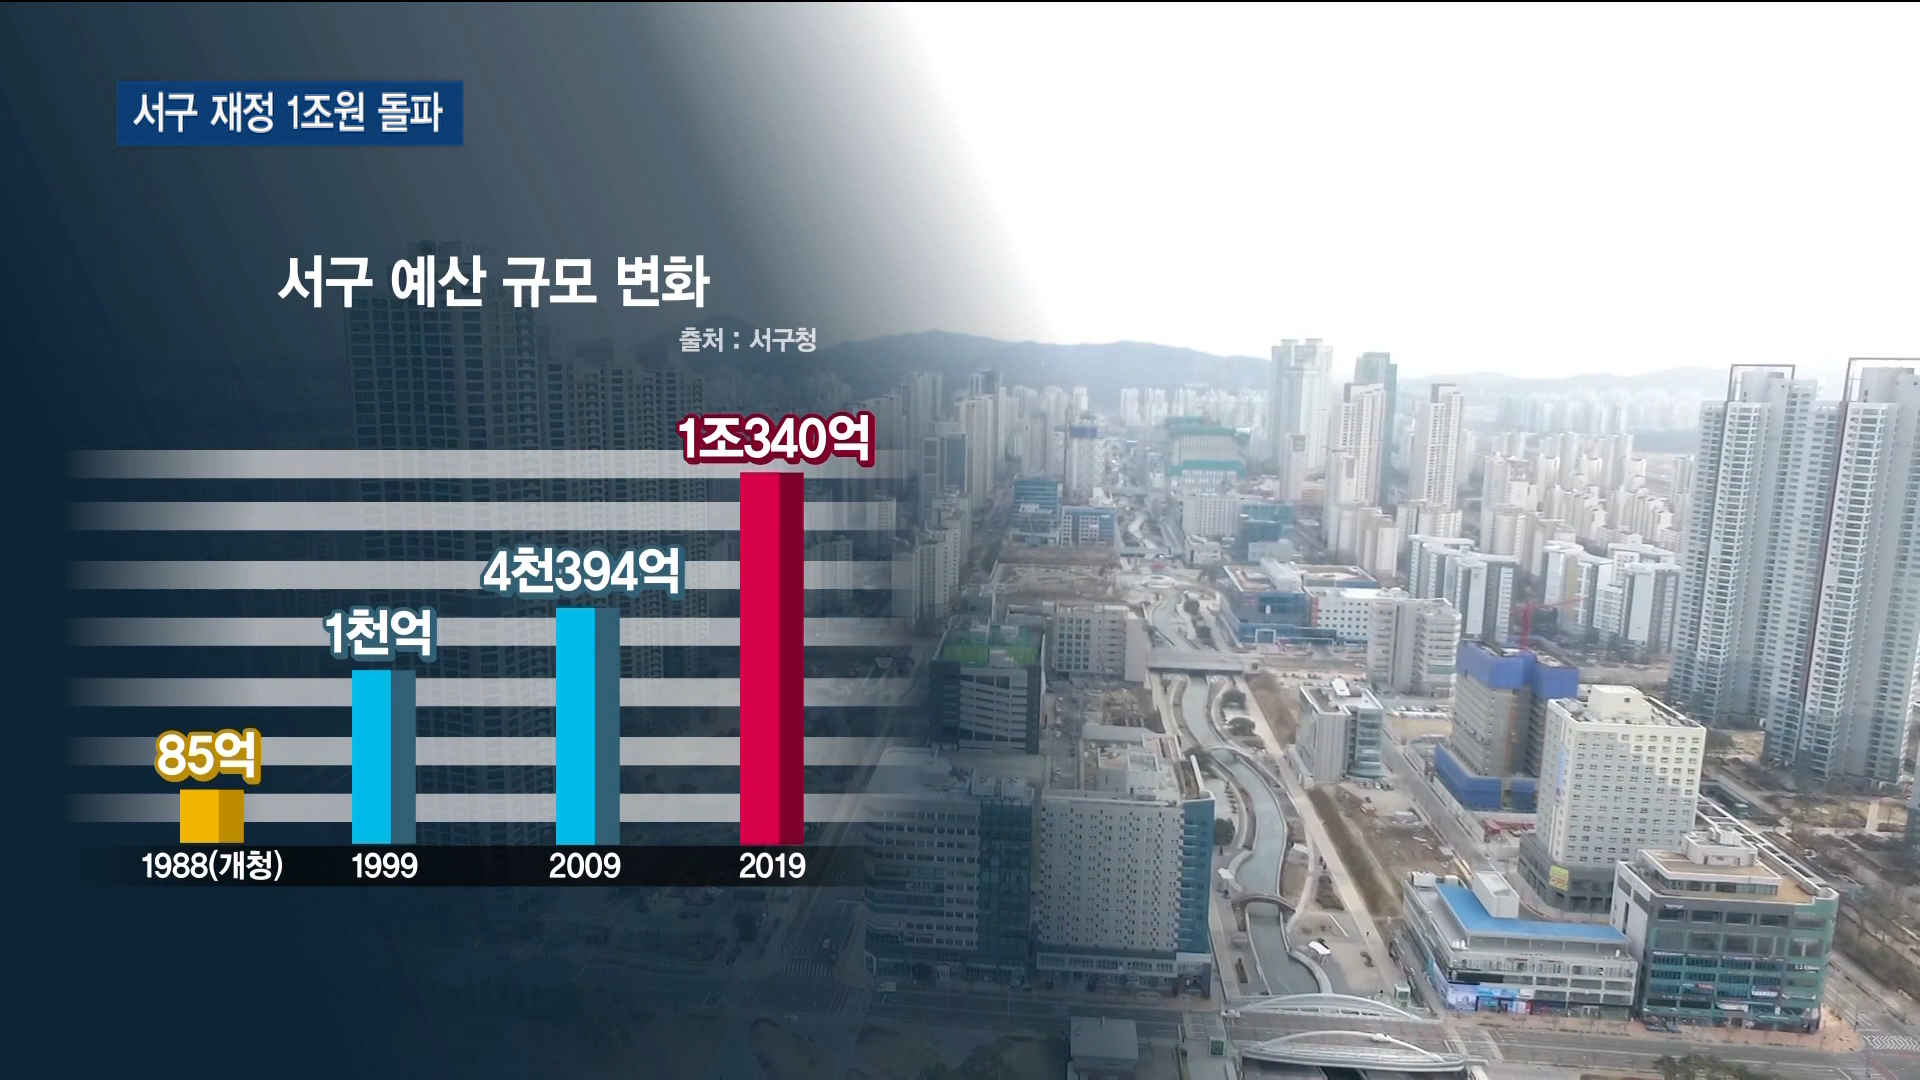 서구 재정 1조원 돌파
서구 예산 규모 변화
출처 : 서구청
1조340억
4천394억
1천억
85억
1988(개청) 1999 2009 2019